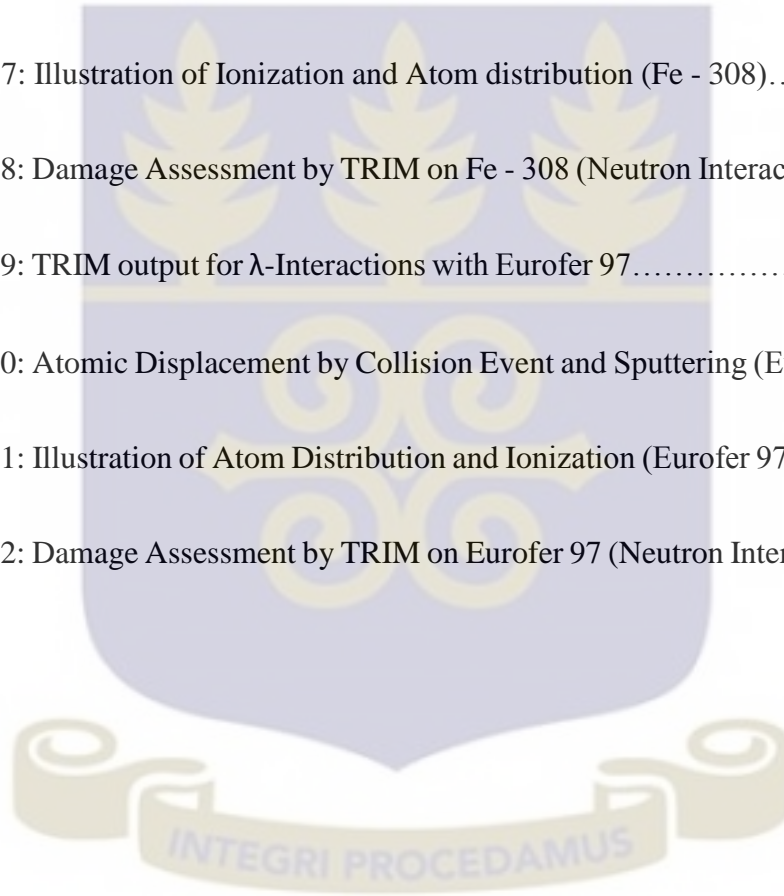 7: Illustration of Ionization and Atom distribution (Fe - 308)..
8: Damage Assessment by TRIM on Fe - 308 (Neutron Interac
9: TRIM output for λ-Interactions with Eurofer 97................
0: Atomic Displacement by Collision Event and Sputtering (E
1: Illustration of Atom Distribution and Ionization (Eurofer 97
2: Damage Assessment by TRIM on Eurofer 97 (Neutron Inter
INTEGRI PROCEDAMUS